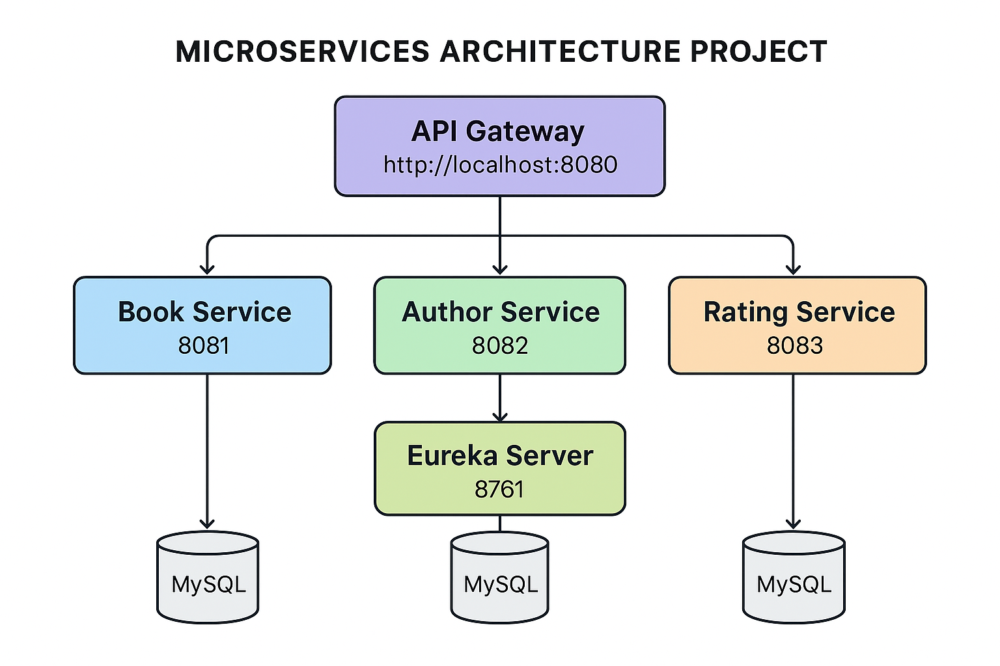 MICROSERVICES ARCHITECTURE PROJECT
API Gateway
http://localhost:8080
Book Service
8081
Author Service
8082
Rating Service
8083
Eureka Server
8761
MySQL
MySQL
MySQL